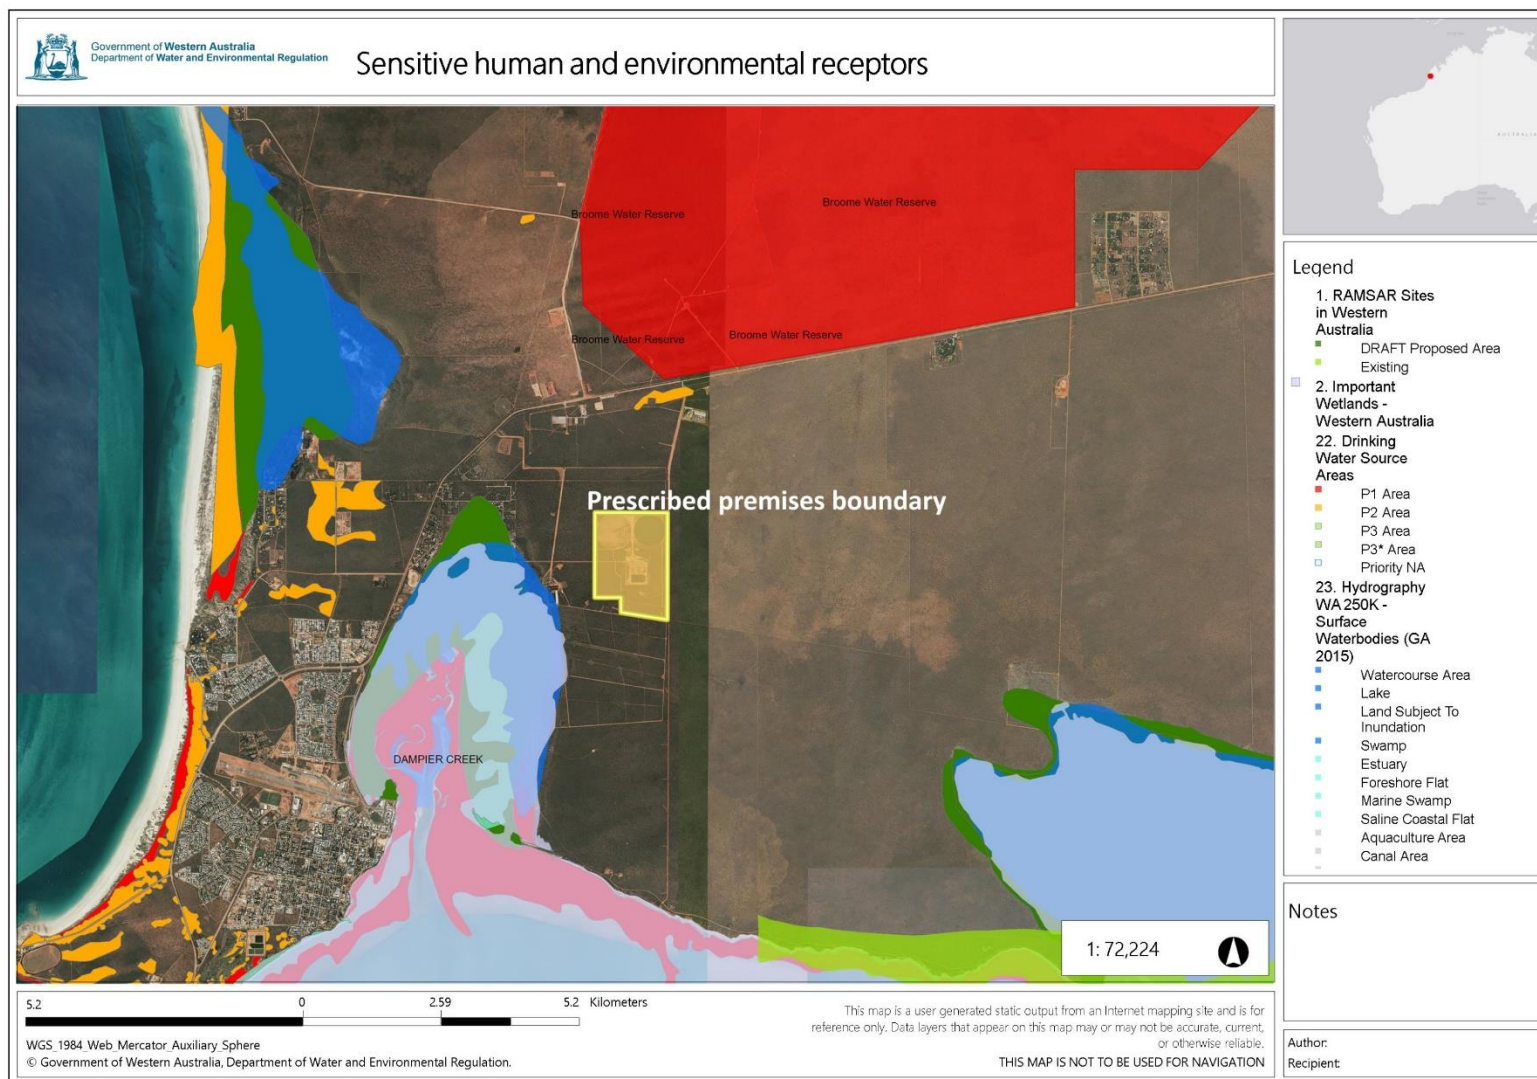 Government of Western Australia
Department of Water and Environmental Regulation
Sensitive human and environmental receptors
AUSTRALIA
Broome Water Reserve
Broome Water Reserve
Broome Water Reserve
Broome Water Reserve
Prescribed premises boundary
DAMPIER CREEK
1: 72,224
Legend
1. RAMSAR Sites
in Western
Australia
DRAFT Proposed Area
Existing
2. Important
Wetlands -
Western Australia
22. Drinking
Water Source
Areas
P1 Area
P2 Area
P3 Area
P3* Area
Priority NA
23. Hydrography
WA 250K -
Surface
Waterbodies (GA
2015)
Watercourse Area
Lake
Land Subject To
Inundation
Swamp
Estuary
Foreshore Flat
Marine Swamp
Saline Coastal Flat
Aquaculture Area
Canal Area
Notes
5.2 0 2.59 5.2 Kilometers
WGS_1984_Web_Mercator_Auxiliary_Sphere
© Government of Western Australia, Department of Water and Environmental Regulation.
This map is a user generated static output from an Internet mapping site and is for
reference only. Data layers that appear on this map may or may not be accurate, current,
or otherwise reliable.
THIS MAP IS NOT TO BE USED FOR NAVIGATION
Author:
Recipient: